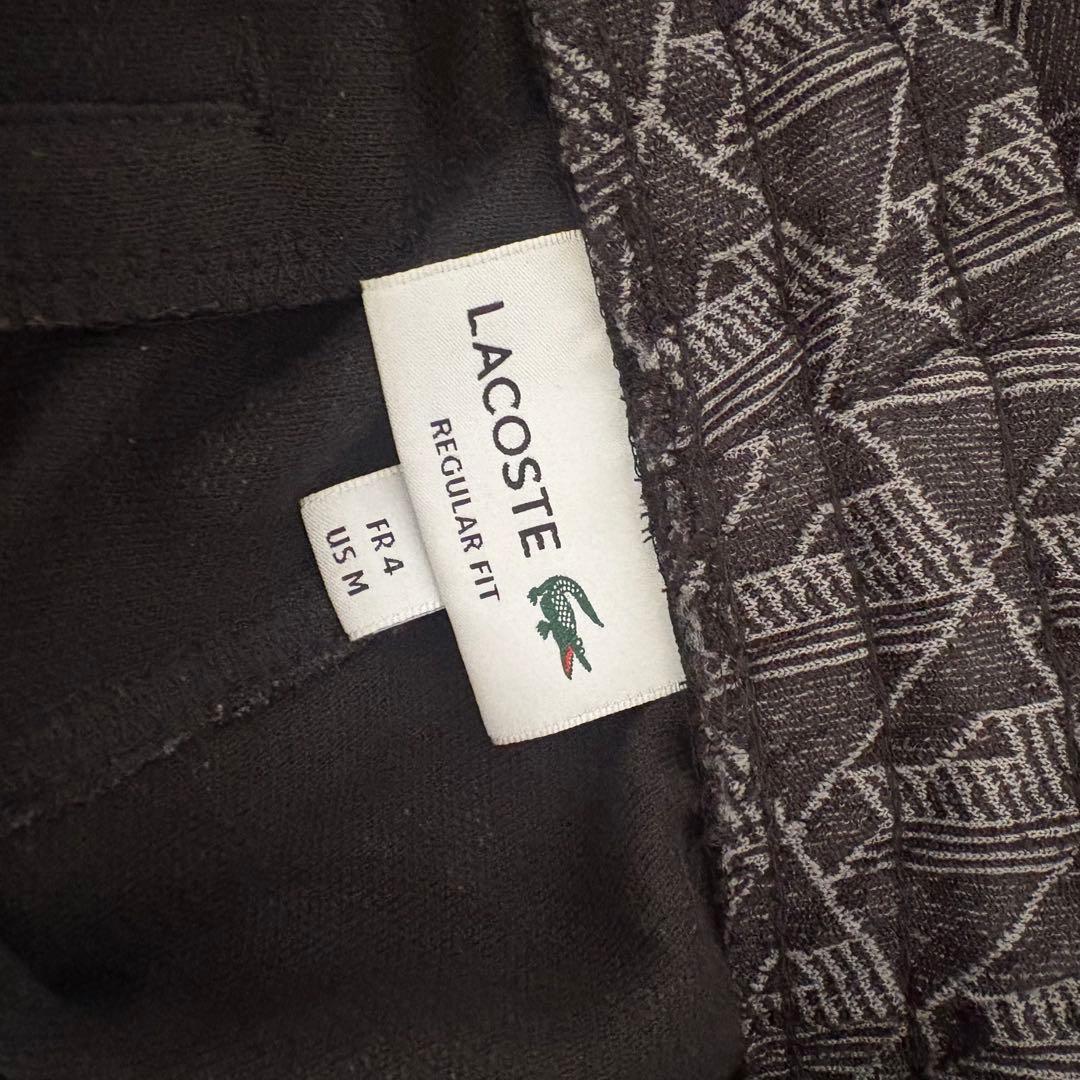 LACOSTE
REGULAR FIT
FR 4
US M